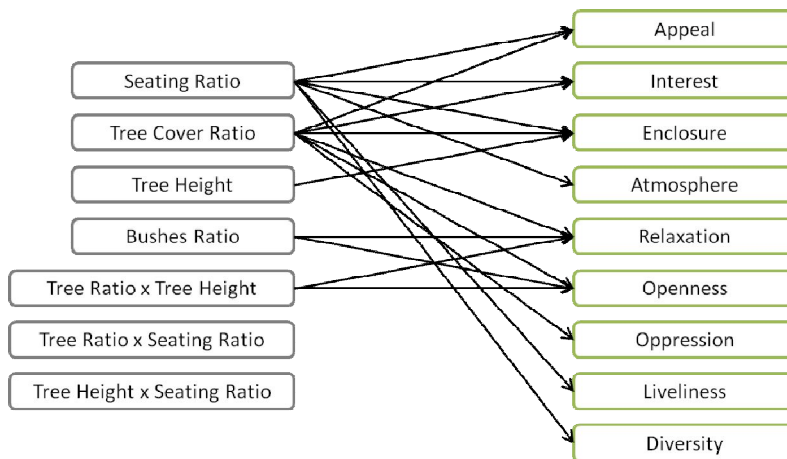 Seating Ratio
Tree Cover Ratio
Tree Height
Bushes Ratio
Tree Ratio x Tree Height
Tree Ratio x Seating Ratio
Tree Height x Seating Ratio
Appeal
Interest
Enclosure
Atmosphere
Relaxation
Openness
Oppression
Liveliness
Diversity